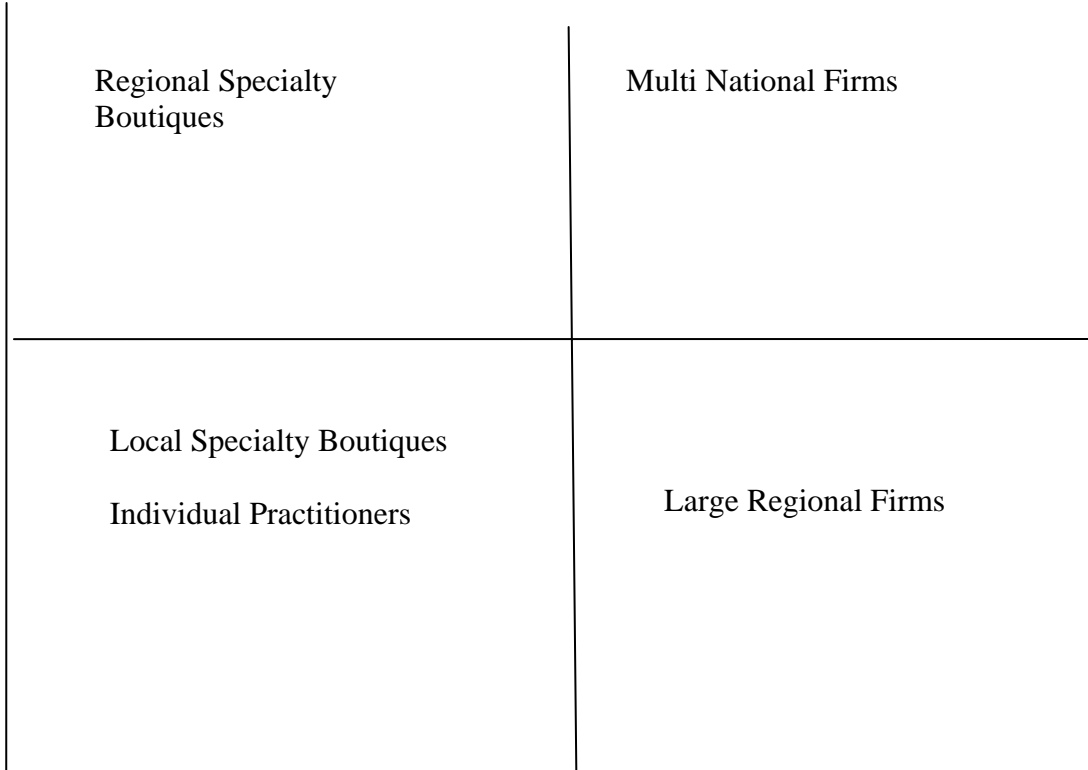 Regional Specialty
Boutiques
Multi National Firms
Local Specialty Boutiques
Individual Practitioners
Large Regional Firms